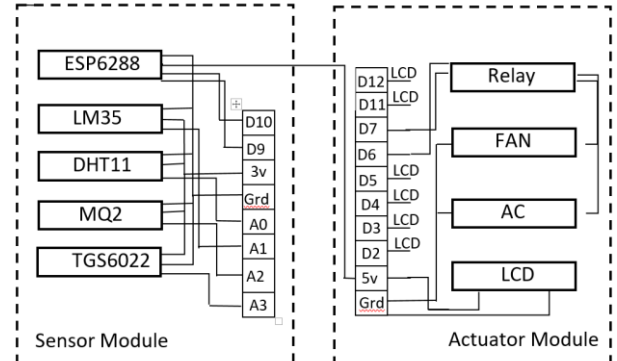 ESP6288
LM35
DHT11
MQ2
TGS6022
D10
D9
3v
Grd
A0
A1
A2
A3
Sensor Module
D12
D11
D7
D6
D5
D4
D3
D2
5v
Grd
LCD
LCD
LCD
LCD
LCD
LCD
Relay
FAN
AC
LCD
Actuator Module